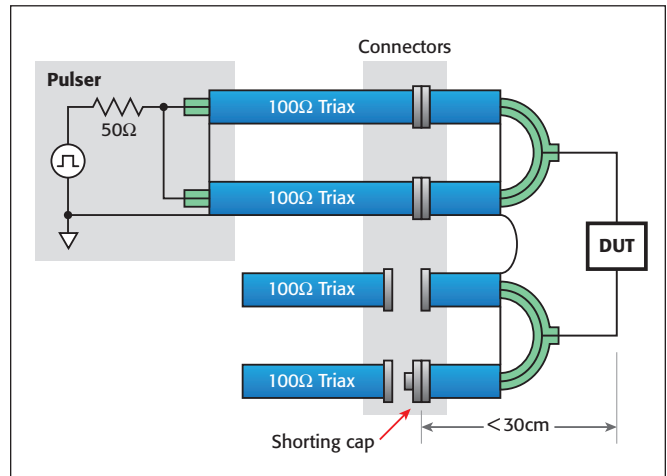 Connectors
Pulser
50Ω
100Ω Triax
100Ω Triax
100Ω Triax
100Ω Triax
DUT
<30cm
Shorting cap